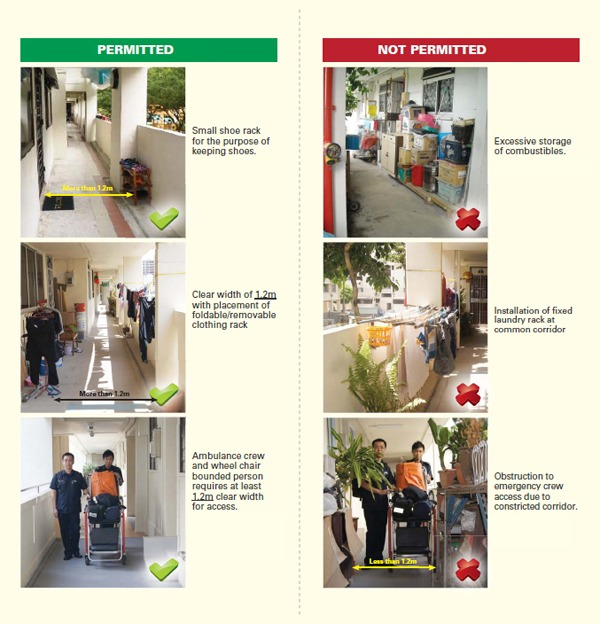 PERMITTED
More than 1.2m
Small shoe rack
for the purpose of
keeping shoes.
More than 1.2m
Clear width of 1.2m
with placement of
foldable/removable
clothing rack
Ambulance crew
and wheel chair
bounded person
requires at least
1.2m clear width
for access.
NOT PERMITTED
Excessive storage
of combustibles.
Installation of fixed
laundry rack at
common corridor
Less than 1.2m
Obstruction to
emergency crew
access due to
constricted corridor.